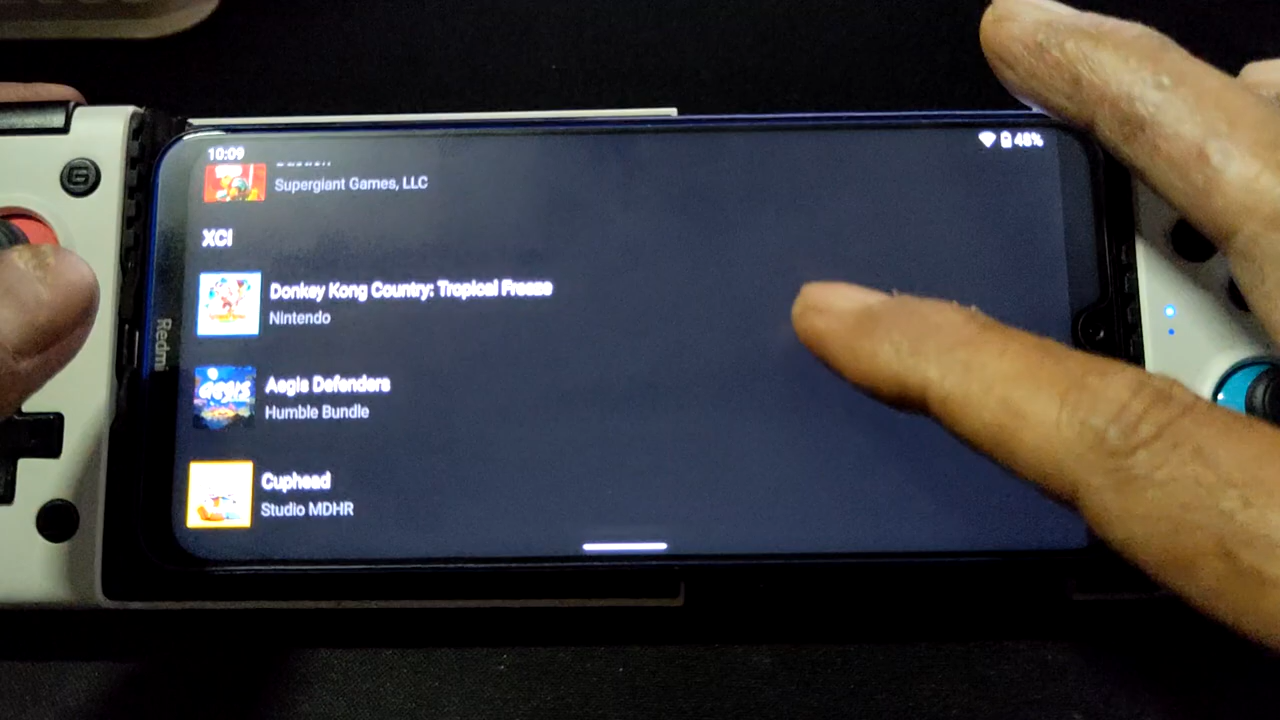 10:09
48%
Supergiant Games, LLC
XCI
Donkey Kong Country: Tropical Freeze
Nintendo
Aegis Defenders
Humble Bundle
Cuphead
Studio MDHR
Redmi
G